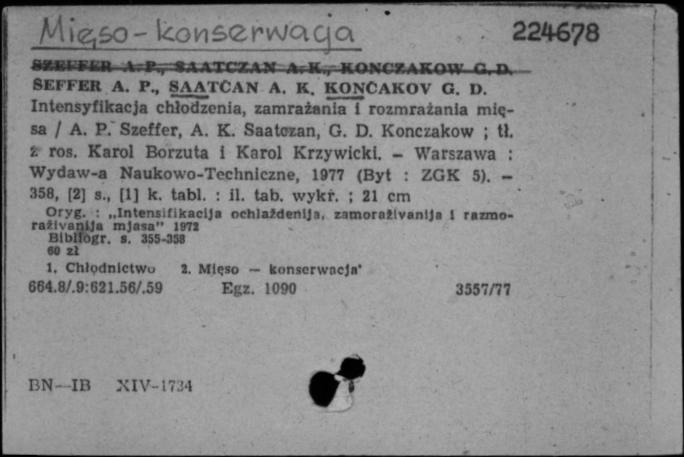 Mięso-konserwacja
224678
SZEFFER A. P., SAATCZAN A. K., KONCZAKOW G. D.
ŠEFFER A. P., SAATČAN A. K. KONČAKOV G. D.
Intensyfikacja chłodzenia, zamrażania i rozmrażania mię-
sa / A. P. Szeffer, A. K. Saatczan, G. D. Konczakow ; tł.
z ros. Karol Borzuta i Karol Krzywicki. — Warszawa :
Wydaw-a Naukowo-Techniczne, 1977 (Byt : ZGK 5). —
358, [2] s., [1] k. tabl. : il. tab. wykr. ; 21 cm
Oryg. : „Intensifikacija ochlaždenija, zamoraživanija i razmo-
raživanija mjasa" 1972
Bibliogr. s. 355-358
60 zł
1. Chłodnictwo 2. Mięso — konserwacja
664.8/.9:621.56/.59 Egz. 1090 3557/77
BN—IB XIV-1734